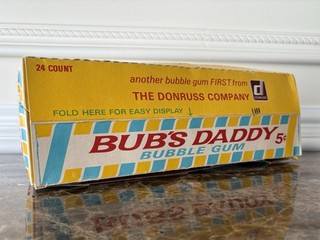 24 COUNT
another bubble gum FIRST from
THE DONRUSS COMPANY
d
FOLD HERE FOR EASY DISPLAY
BUB'S DADDY
BUBBLE GUM
5¢